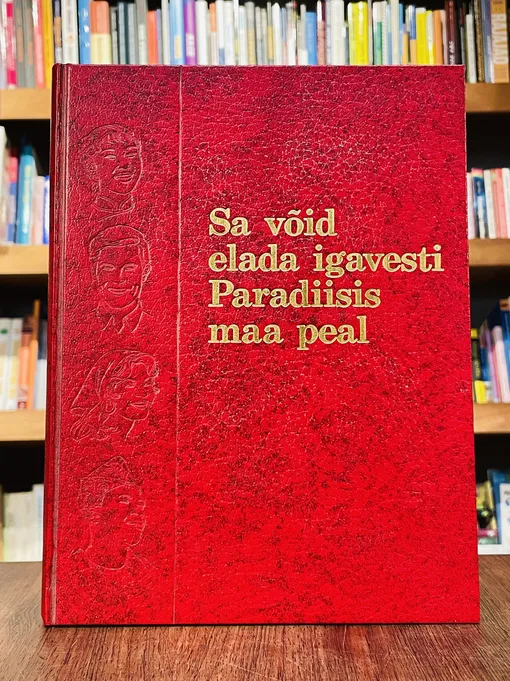 Sa võid
elada igavesti
Paradiisis
maa peal